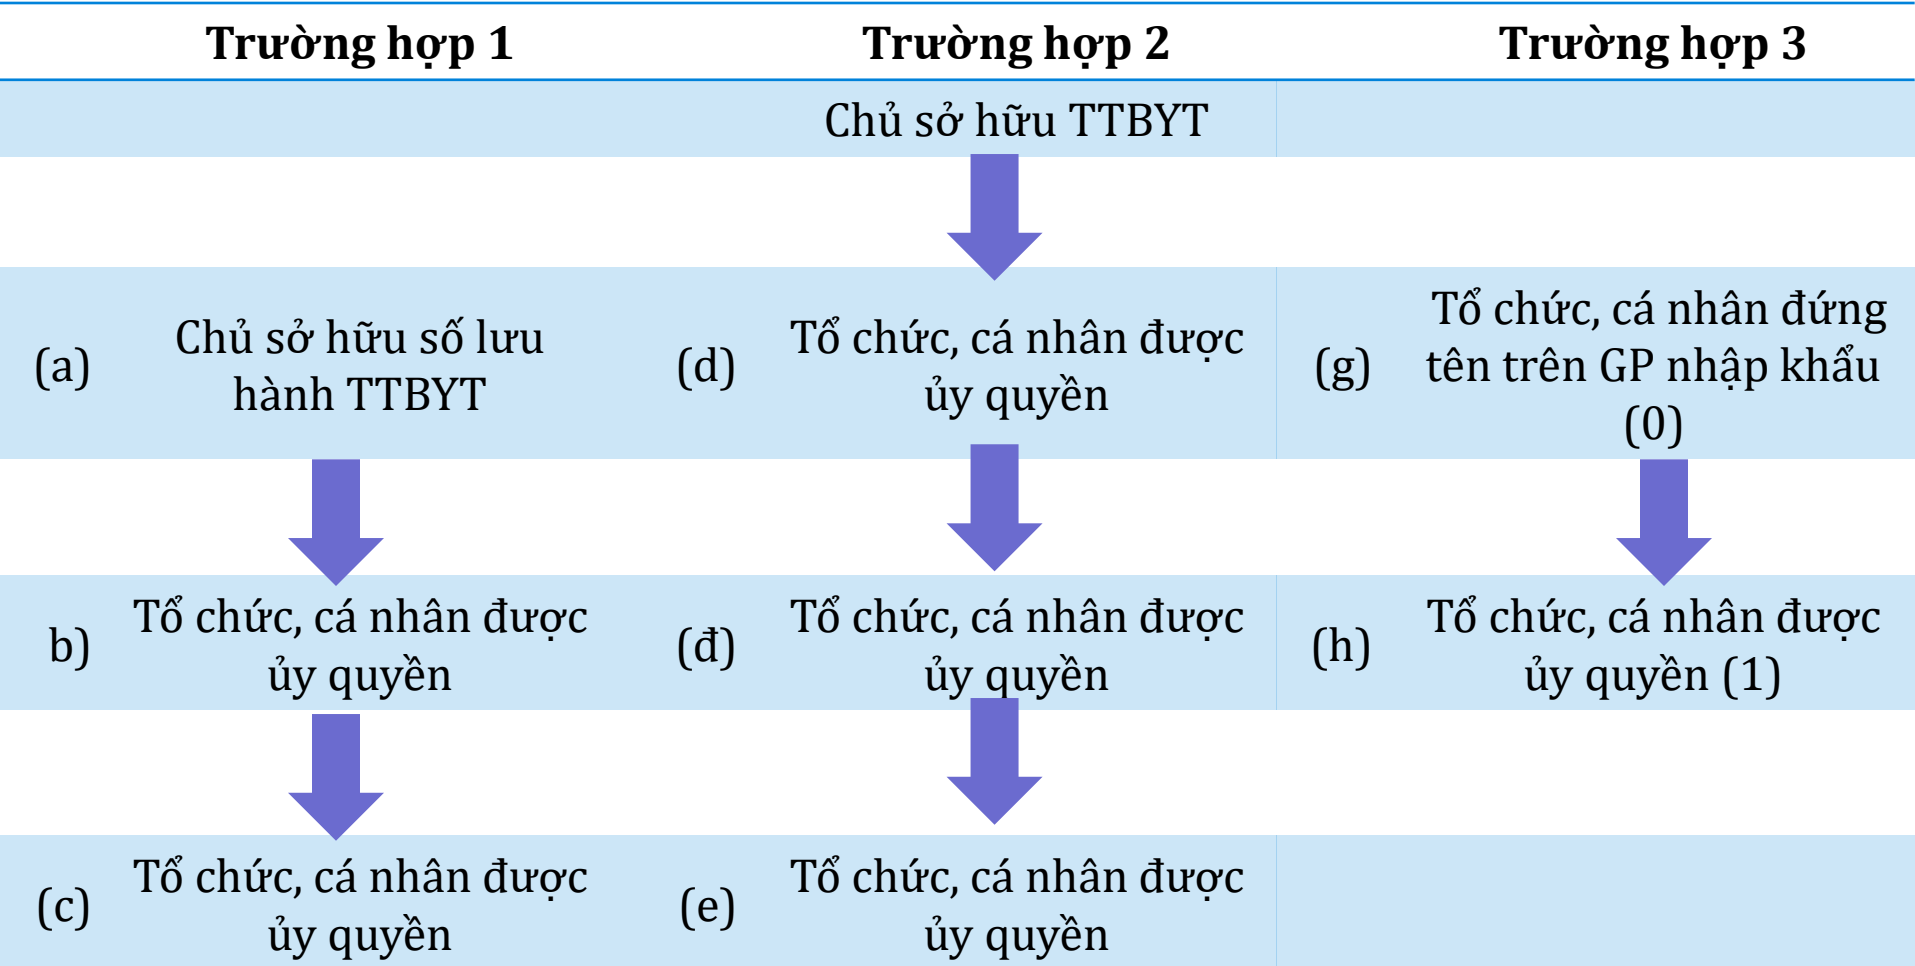 Trường hợp 1
Trường hợp 2
Trường hợp 3
Chủ sở hữu TTBYT
(a)
Chủ sở hữu số lưu
hành TTBYT
(d)
Tổ chức, cá nhân được
ủy quyền
(g)
Tổ chức, cá nhân đứng
tên trên GP nhập khẩu
(0)
b)
Tổ chức, cá nhân được
ủy quyền
(đ)
Tổ chức, cá nhân được
ủy quyền
(h)
Tổ chức, cá nhân được
ủy quyền (1)
(c)
Tổ chức, cá nhân được
ủy quyền
(e)
Tổ chức, cá nhân được
ủy quyền